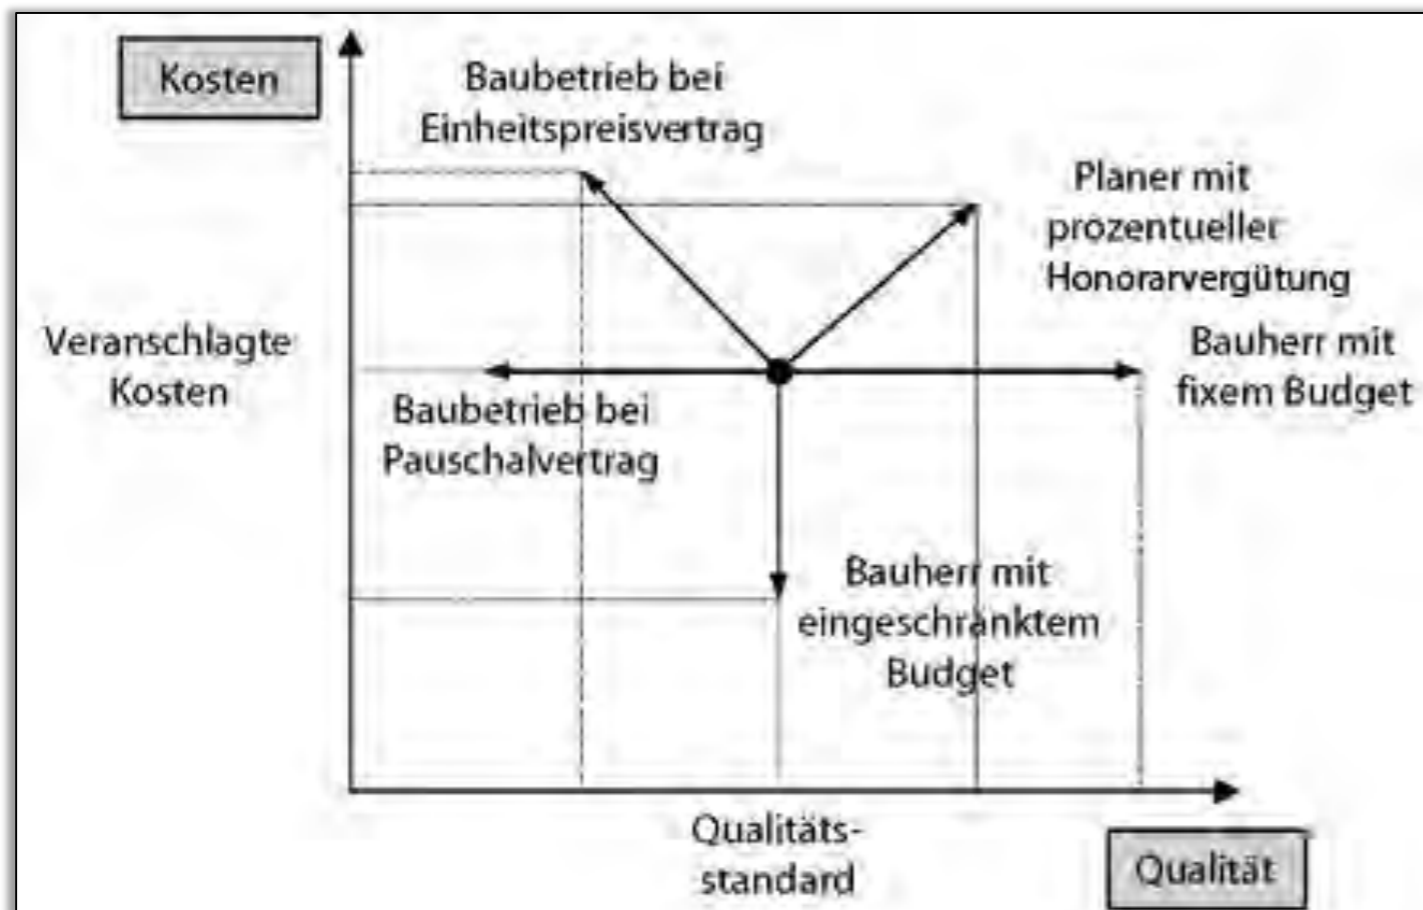 Kosten
Baubetrieb bei
Einheitspreisvertrag
Planer mit
prozentueller
Honorarvergütung
Veranschlagte
Kosten
Bauherr mit
fixem Budget
Baubetrieb bei
Pauschalvertrag
Bauherr mit
eingeschränktem
Budget
Qualitäts-
standard
Qualität